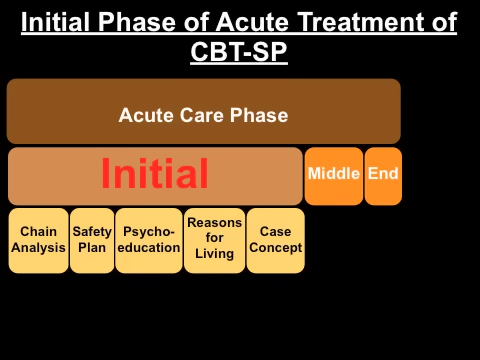 Initial Phase of Acute Treatment of
CBT-SP
Acute Care Phase
Initial
Middle
End
Chain
Analysis
Safety
Plan
Psycho-
education
Reasons
for
Living
Case
Concept